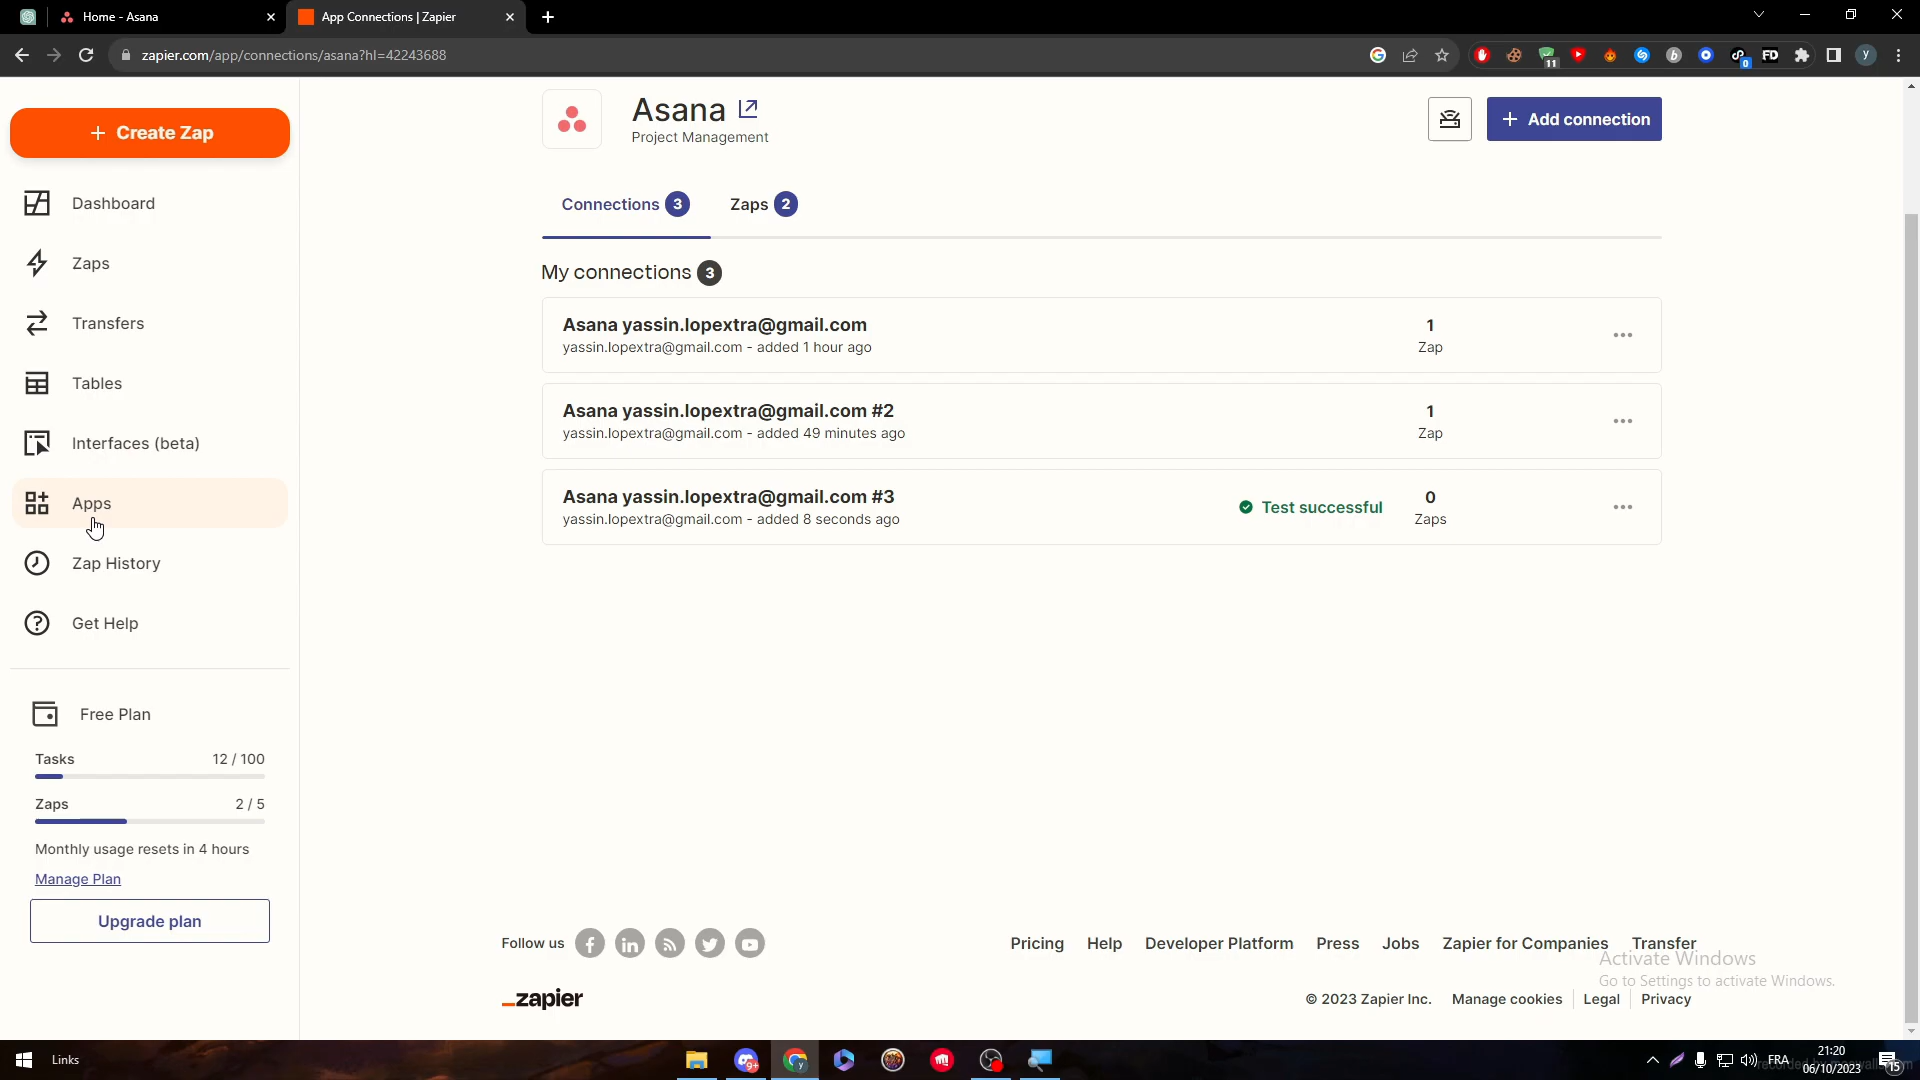 Home - Asana
App Connections | Zapier
zapier.com/app/connections/asana?hl=42243688
11
0
FD
y
+ Create Zap
Dashboard
Zaps
Transfers
Tables
Interfaces (beta)
Apps
Zap History
Get Help
Free Plan
Tasks 12 / 100
Zaps 2 / 5
Monthly usage resets in 4 hours
Manage Plan
Upgrade plan
Asana
Project Management
+ Add connection
Connections 3
Zaps 2
My connections 3
Asana yassin.lopextra@gmail.com
yassin.lopextra@gmail.com - added 1 hour ago
1
Zap
Asana yassin.lopextra@gmail.com #2
yassin.lopextra@gmail.com - added 49 minutes ago
1
Zap
Asana yassin.lopextra@gmail.com #3
yassin.lopextra@gmail.com - added 8 seconds ago
Test successful
0
Zaps
Follow us
Pricing Help Developer Platform Press Jobs Zapier for Companies Transfer
_zapier
© 2023 Zapier Inc. Manage cookies Legal Privacy
Activate Windows
Go to Settings to activate Windows.
Links
FRA
21:20
06/10/2023
15